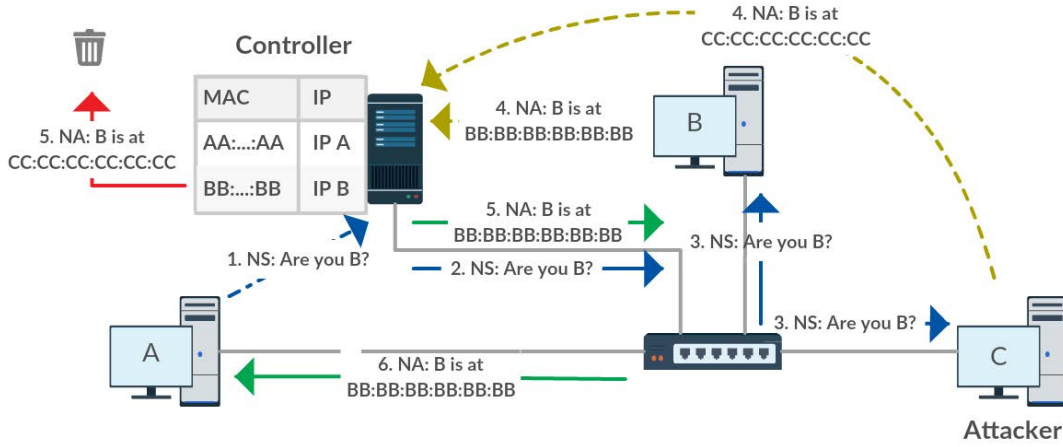 4. NA: B is at
CC:CC:CC:CC:CC:CC
Controller
MAC IP
AA:...:AA IP A
BB:...:BB IP B
5. NA: B is at
CC:CC:CC:CC:CC:CC
4. NA: B is at
BB:BB:BB:BB:BB:BB
B
5. NA: B is at
BB:BB:BB:BB:BB:BB
3. NS: Are you B?
1. NS: Are you B?
2. NS: Are you B?
3. NS: Are you B?
A
C
6. NA: B is at
BB:BB:BB:BB:BB:BB
Attacker